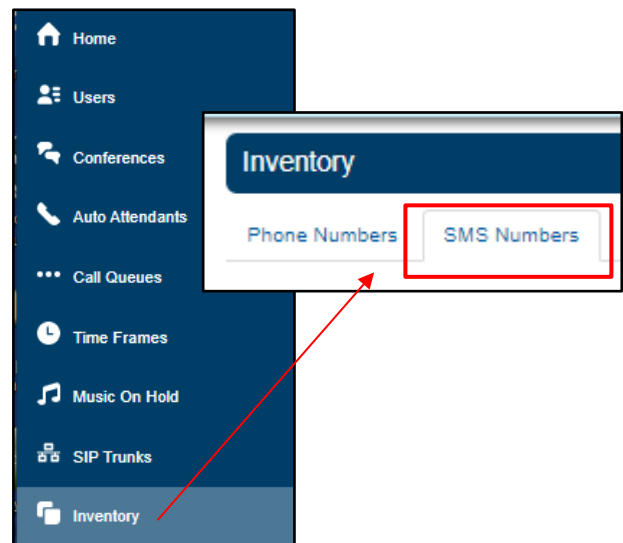 Home
Users
Conferences
Auto Attendants
Call Queues
Time Frames
Music On Hold
SIP Trunks
Inventory
Inventory
Phone Numbers SMS Numbers